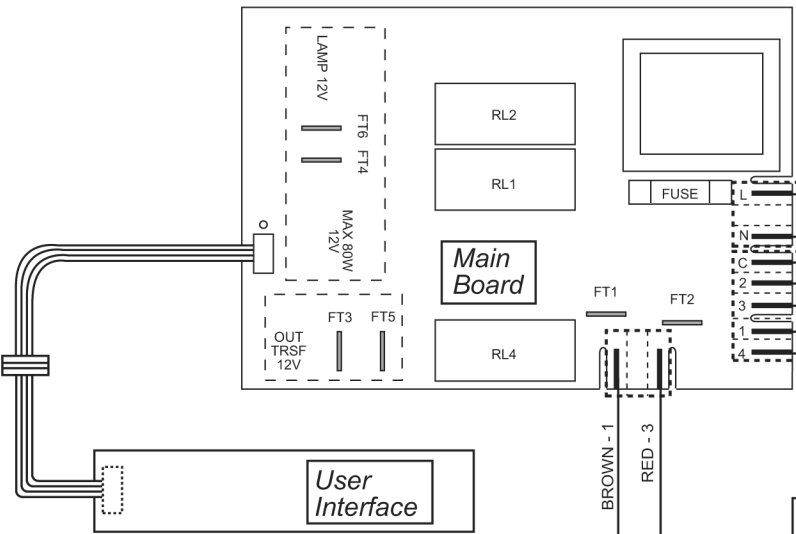 LAMP 12V
FT6
FT4
MAX 80W
12V
RL2
RL1
FUSE
L
N
C
2
3
1
4
Main
Board
FT1
FT2
FT3
FT5
OUT
TRSF
12V
RL4
BROWN - 1
RED - 3
User
Interface